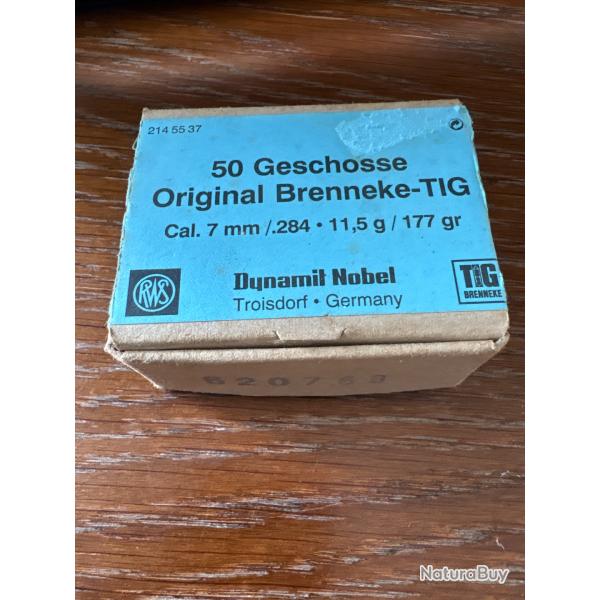 214 55 37
50 Geschosse
Original Brenneke-TIG
Cal. 7 mm /.284 • 11,5 g / 177 gr
RWS
Dynamit Nobel
Troisdorf • Germany
TIG
BRENNEKE
620763
NaturaBuy